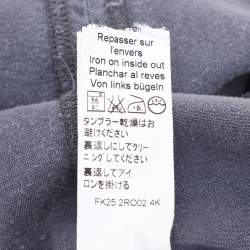 Repasser sur
l'envers
Iron on inside out
Planchar al reves
Von links bügeln
タンブラー乾燥はお
避けください
裏返しにしてクリー
ニングしてください
裏返してアイ
ロンを掛ける
FK25 2RO02 4K